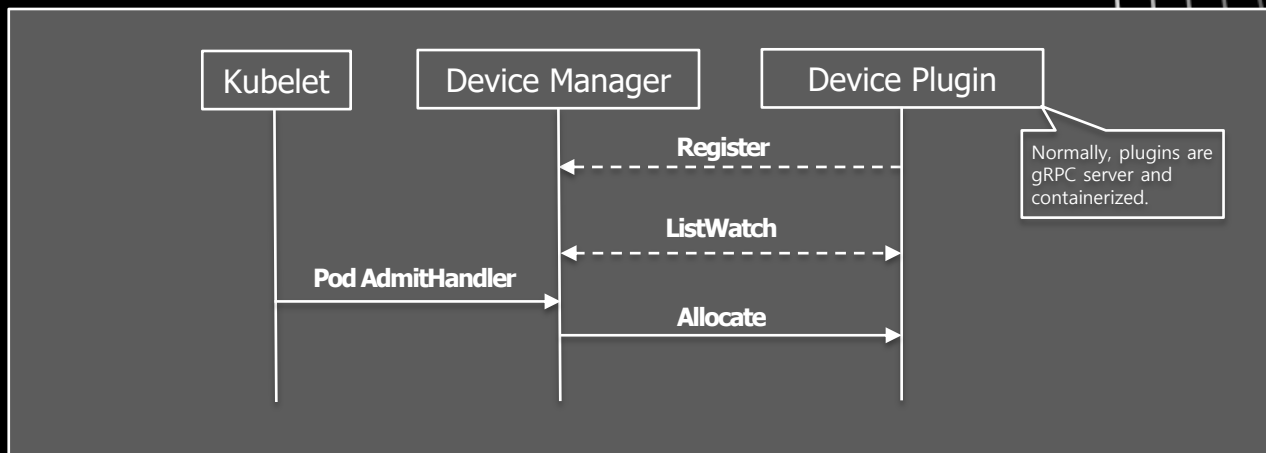 Kubelet
Device Manager
Device Plugin
Normally, plugins are
gRPC server and
containerized.
Register
ListWatch
Pod AdmitHandler
Allocate